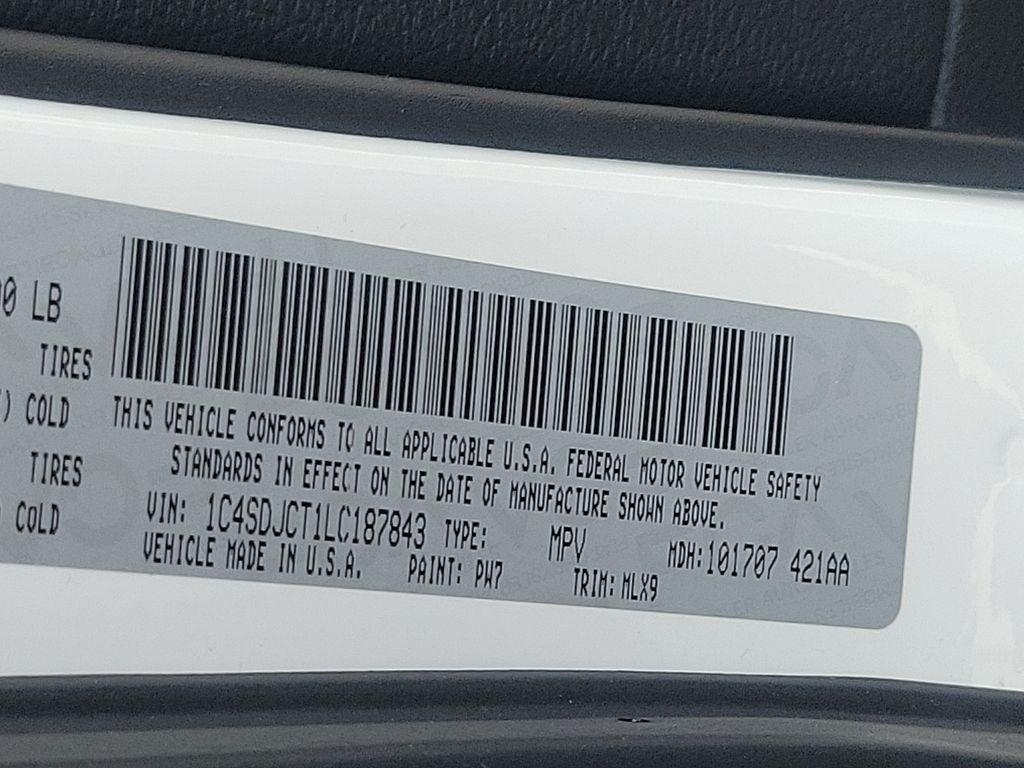 0 LB
TIRES
) COLD
TIRES
) COLD
THIS VEHICLE CONFORMS TO ALL APPLICABLE U.S.A. FEDERAL MOTOR VEHICLE SAFETY
STANDARDS IN EFFECT ON THE DATE OF MANUFACTURE SHOWN ABOVE.
VIN: 1C4SDJCT1LC187843 TYPE: MPV MDH:101707 421AA
VEHICLE MADE IN U.S.A. PAINT: PW7 TRIM: MLX9